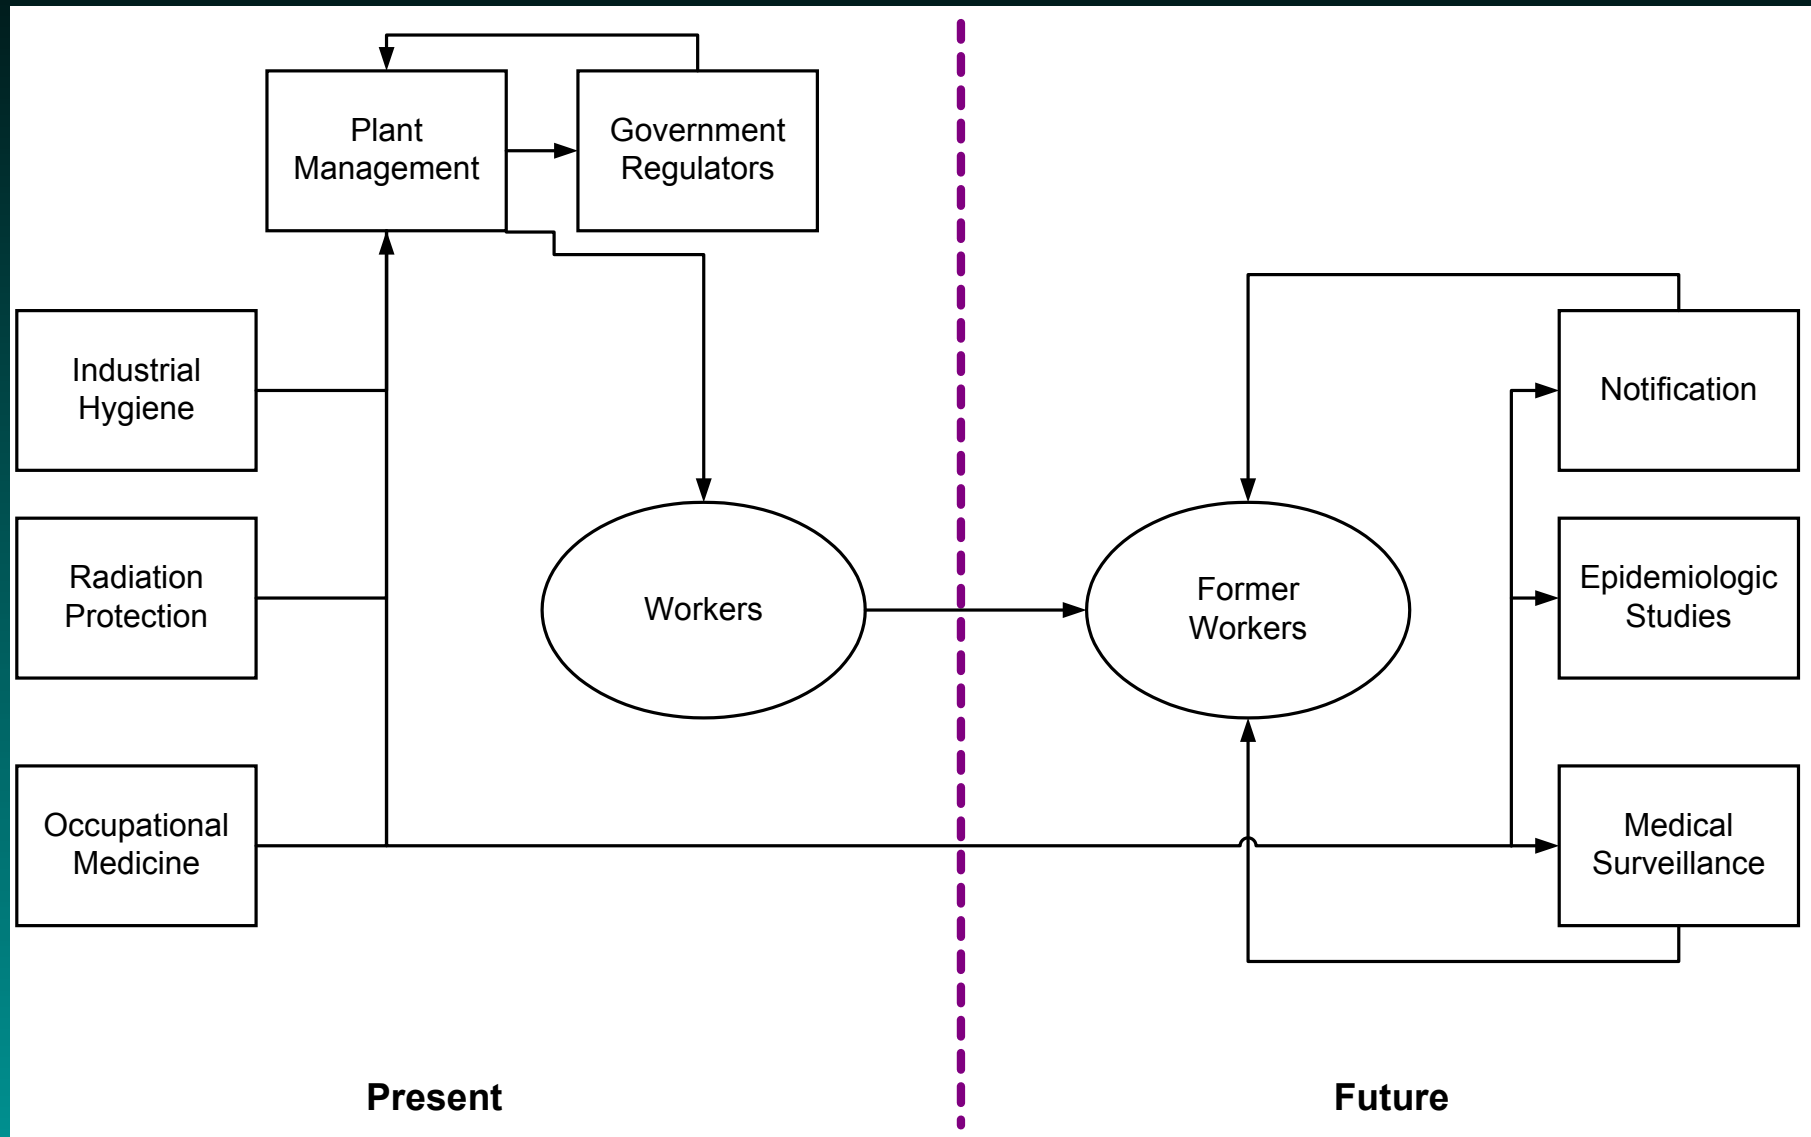 Plant
Management
Government
Regulators
Industrial
Hygiene
Notification
Radiation
Protection
Workers
Former
Workers
Epidemiologic
Studies
Occupational
Medicine
Medical
Surveillance
Present
Future